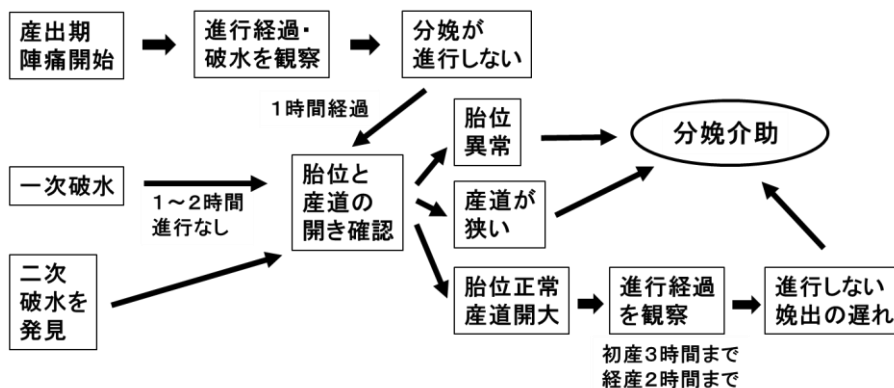 産出期
陣痛開始
進行経過・
破水を観察
分娩が
進行しない
1時間経過
胎位
異常
分娩介助
一次破水
1～2時間
進行なし
胎位と
産道の
開き確認
産道が
狭い
二次
破水を
発見
胎位正常
産道開大
進行経過
を観察
進行しない
娩出の遅れ
初産3時間まで
経産2時間まで